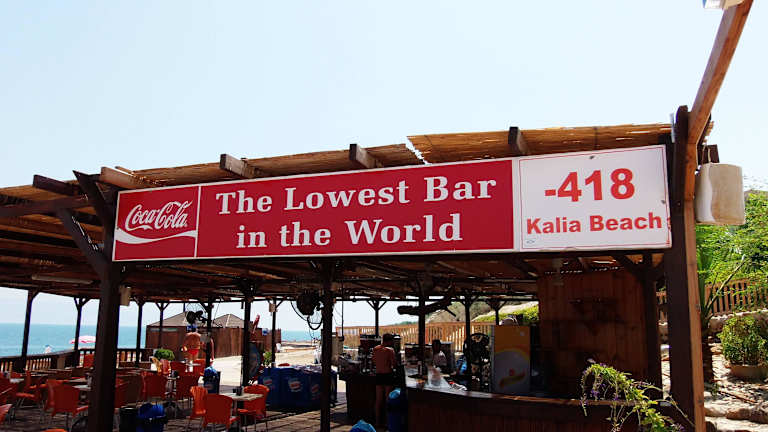 Coca-Cola
The Lowest Bar
in the World
-418
Kalia Beach